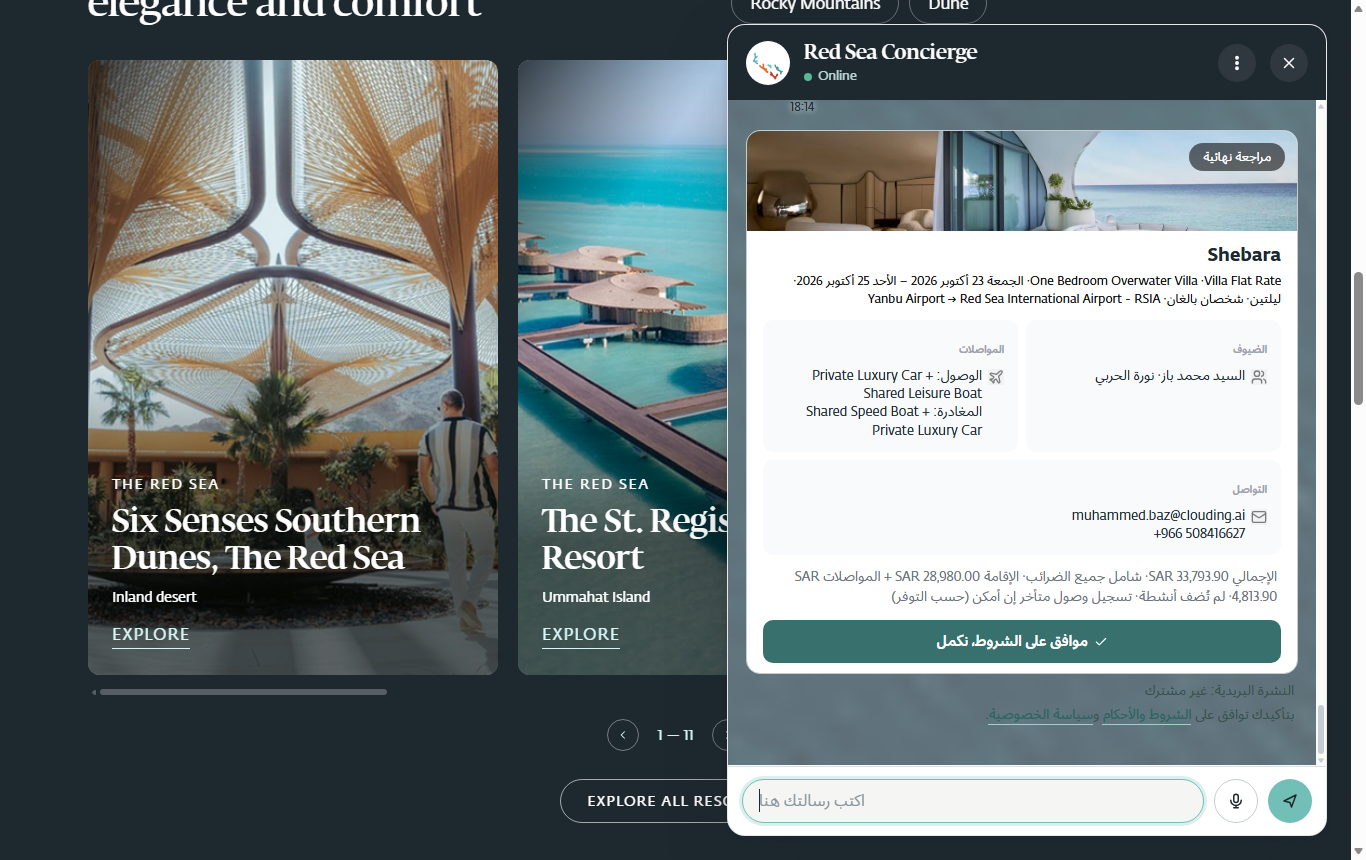 elegance and comfort
Rocky Mountains
Dune
THE RED SEA
Six Senses Southern
Dunes, The Red Sea
Inland desert
EXPLORE
THE RED SEA
The St. Regis
Resort
Ummahat Island
EXPLORE
1 — 11
EXPLORE ALL RESO
Red Sea Concierge
Online
18:14
مراجعة نهائية
Shebara
One Bedroom Overwater Villa ·Villa Flat Rate· الجمعة 23 أكتوبر 2026 – الأحد 25 أكتوبر 2026·
ليلتين· شخصان بالغان· Yanbu Airport → Red Sea International Airport - RSIA
الضيوف
السيد محمد باز· نورة الحربي
المواصلات
الوصول: Private Luxury Car +
Shared Leisure Boat
المغادرة: Shared Speed Boat +
Private Luxury Car
التواصل
muhammed.baz@clouding.ai
+966 508416627
الإجمالي SAR 33,793.90· شامل جميع الضرائب· الإقامة SAR 28,980.00 + المواصلات SAR
4,813.90· لم تُضف أنشطة· تسجيل وصول متأخر إن أمكن (حسب التوفر)
موافق على الشروط، نكمل
النشرة البريدية: غير مشترك
بتأكيدك توافق على الشروط والأحكام وسياسة الخصوصية.
اكتب رسالتك هنا